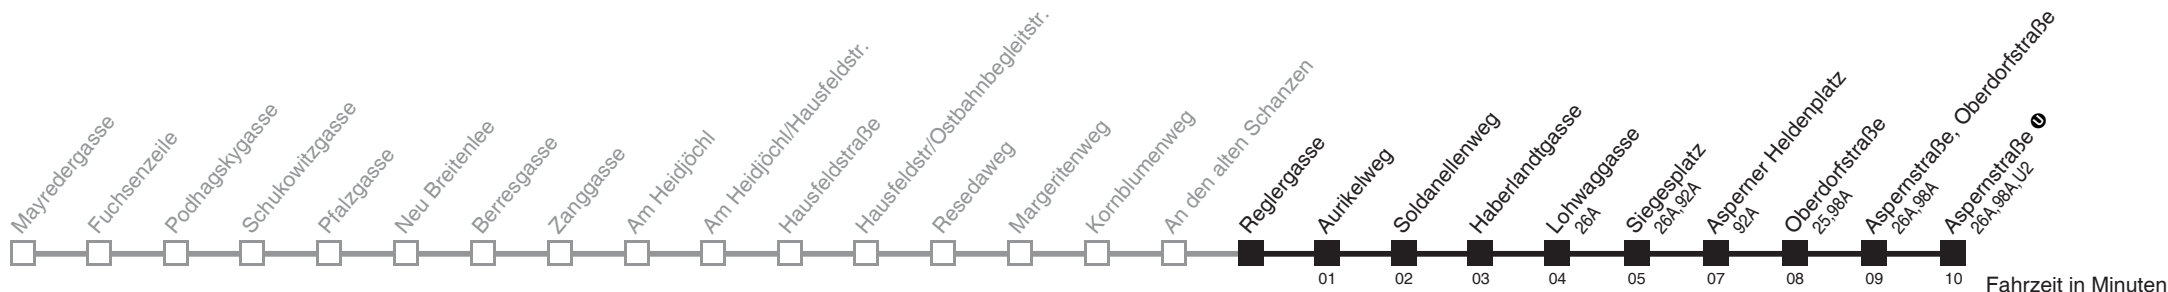 Mayredergasse
Fuchsenzeile
Podhagskygasse
Schukowitzgasse
Pfalzgasse
Neu Breitenlee
Berresgasse
Zanggasse
Am Heidjöchl
Am Heidjöchl/Hausfeldstr.
Hausfeldstraße
Hausfeldstr/Ostbahnbegleitstr.
Resedaweg
Margeritenweg
Kornblumenweg
An den alten Schanzen
Reglergasse
Aurikelweg
Soldanellenweg
Haberlandtgasse
Lohwaggasse
26A
Siegesplatz
26A,92A
Asperner Heldenplatz
92A
Oberdorfstraße
25,98A
Aspernstraße, Oberdorfstraße
26A,98A
Aspernstraße U
26A,98A,U2
01 02 03 04 05 07 08 09 10
Fahrzeit in Minuten